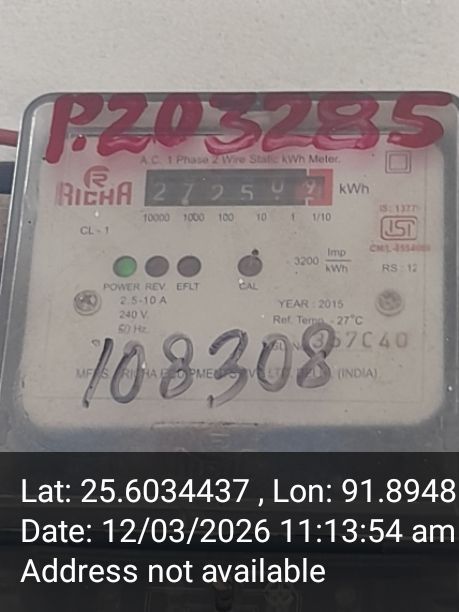 P.203285
A.C. 1 Phase 2 Wire Static kWh Meter.
RICHA
kWh
10000 1000 100 10 1 1/10
IS : 13779
CL - 1
ISI
3200 Imp/kWh
RS : 12
POWER REV. EFLT CAL
2.5-10 A
240 V.
50 Hz.
YEARː 2015
Ref. Temp. - 27°C
108308
357C40
(INDIA)
Lat: 25.6034437 , Lon: 91.8948
Date: 12/03/2026 11:13:54 am
Address not available